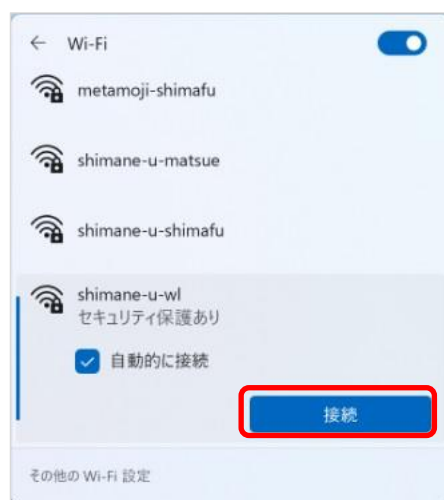 Wi-Fi
metamoji-shimafu
shimane-u-matsue
shimane-u-shimafu
shimane-u-wl
セキュリティ保護あり
自動的に接続
接続
その他の Wi-Fi 設定